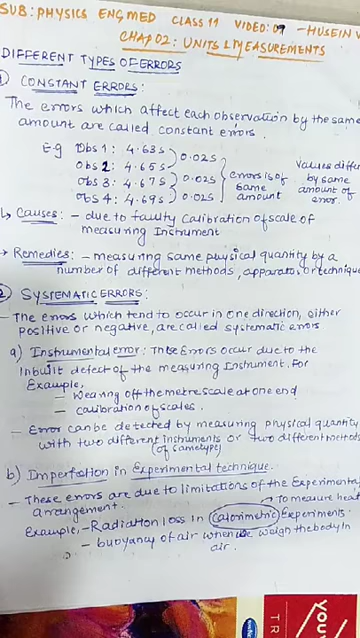 SUB: PHYSICS ENG MED CLASS 11 VIDEO: 09 - HUSEIN V
CHAP 02: UNITS & MEASUREMENTS
DIFFERENT TYPES OF ERRORS
1) CONSTANT ERRORS:
The errors which affect each observation by the same
amount are called constant errors.
E.g Obs 1: 4.63s
Obs 2: 4.65s
Obs 3: 4.67s
Obs 4: 4.69s
0.02s
0.02s
0.02s
errors is of
same
amount
Values differ
by same
amount of
error
↳ Causes: - due to faulty Calibration of scale of
measuring Instrument
→ Remedies: - measuring same physical quantity by a
number of different methods, apparatus or technique
2) SYSTEMATIC ERRORS:
- The errors which tend to occur in one direction, either
positive or negative, are called systematic errors
a) Instrumental error: These Errors occur due to the
Inbuilt defect of the measuring Instrument. For
Example,
- Wearing off the metre scale at one end
- calibration of scales.
- Error can be detected by measuring physical quantity
with two different instruments or two different methods
(of same type)
b) Imperfection in Experimental technique.
- These errors are due to limitations of the Experimental
arrangement.
→ To measure heat
Example, - Radiation loss in Calorimetric Experiments.
- buoyancy of air when we weigh the body in
air.
YOU
TR